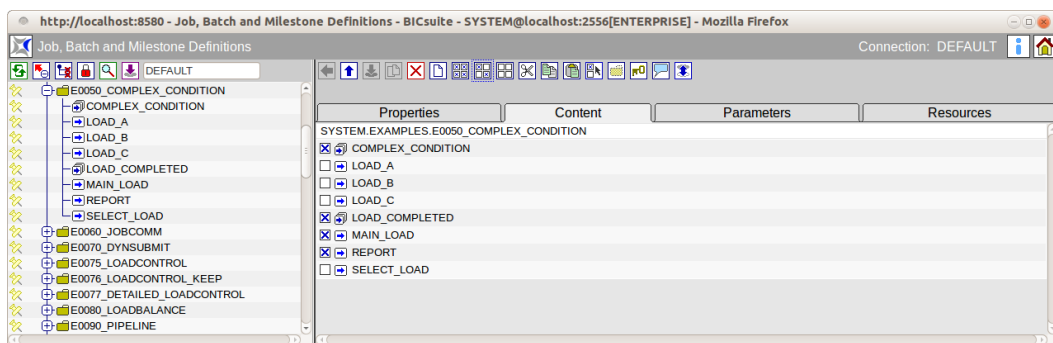 http://localhost:8580 - Job, Batch and Milestone Definitions - BICsuite - SYSTEM@localhost:2556[ENTERPRISE] - Mozilla Firefox
Job, Batch and Milestone Definitions
Connection: DEFAULT
DEFAULT
E0050_COMPLEX_CONDITION
COMPLEX_CONDITION
LOAD_A
LOAD_B
LOAD_C
LOAD_COMPLETED
MAIN_LOAD
REPORT
SELECT_LOAD
E0060_JOBCOMM
E0070_DYNSUBMIT
E0075_LOADCONTROL
E0076_LOADCONTROL_KEEP
E0077_DETAILED_LOADCONTROL
E0080_LOADBALANCE
E0090_PIPELINE
Properties Content Parameters Resources
SYSTEM.EXAMPLES.E0050_COMPLEX_CONDITION
COMPLEX_CONDITION
LOAD_A
LOAD_B
LOAD_C
LOAD_COMPLETED
MAIN_LOAD
REPORT
SELECT_LOAD